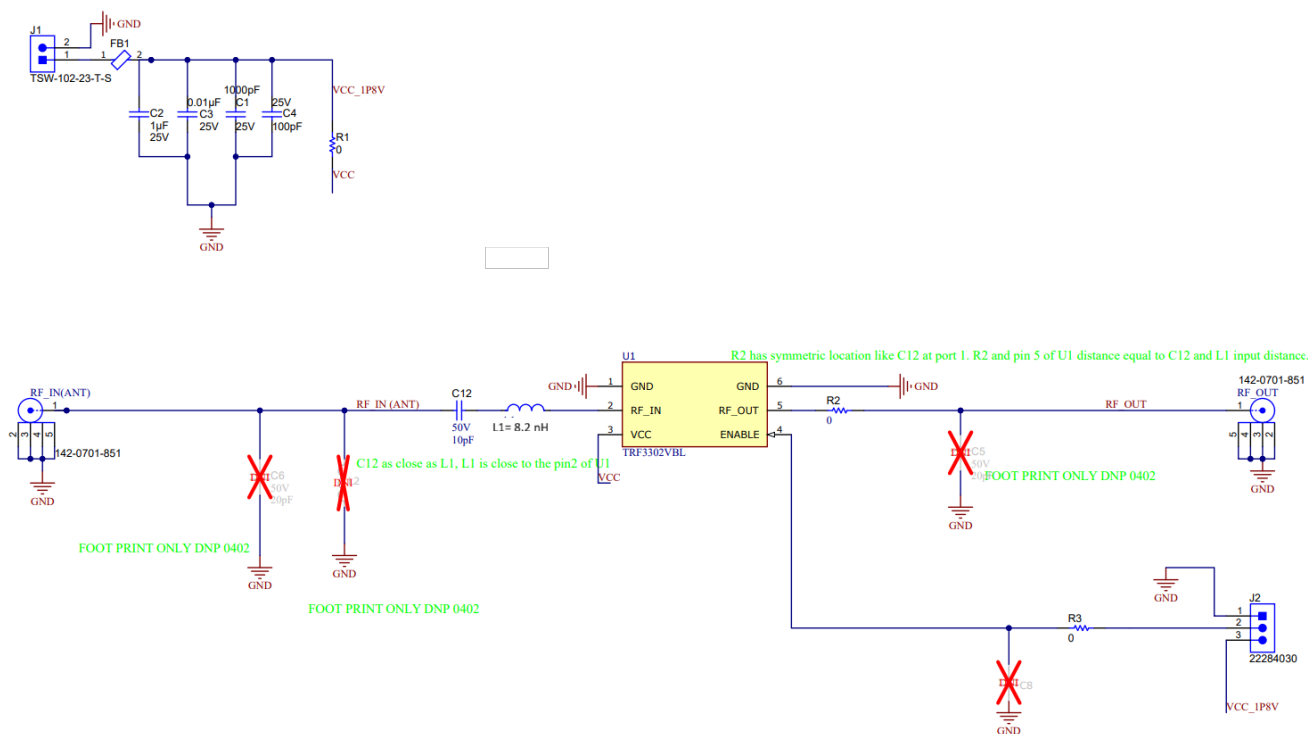 J1
GND
2
1
TSW-102-23-T-S
FB1
1
2
C2
1µF
25V
0.01µF
C3
25V
1000pF
C1
25V
25V
C4
100pF
VCC_1P8V
R1
0
VCC
GND
RF_IN(ANT)
1
2
3
4
5
142-0701-851
GND
RF_IN (ANT)
C6
50V
20pF
GND
FOOT PRINT ONLY DNP 0402
GND
FOOT PRINT ONLY DNP 0402
C12
50V
10pF
L1= 8.2 nH
C12 as close as L1, L1 is close to the pin2 of U1
U1
R2 has symmetric location like C12 at port 1. R2 and pin 5 of U1 distance equal to C12 and L1 input distance.
GND
1
GND
GND
6
GND
2
RF_IN
RF_OUT
5
3
VCC
ENABLE
4
TRF3302VBL
VCC
R2
0
C5
50V
FOOT PRINT ONLY DNP 0402
GND
RF_OUT
142-0701-851
RF_OUT
1
5
4
3
2
GND
GND
J2
1
2
3
22284030
R3
0
C8
GND
VCC_1P8V